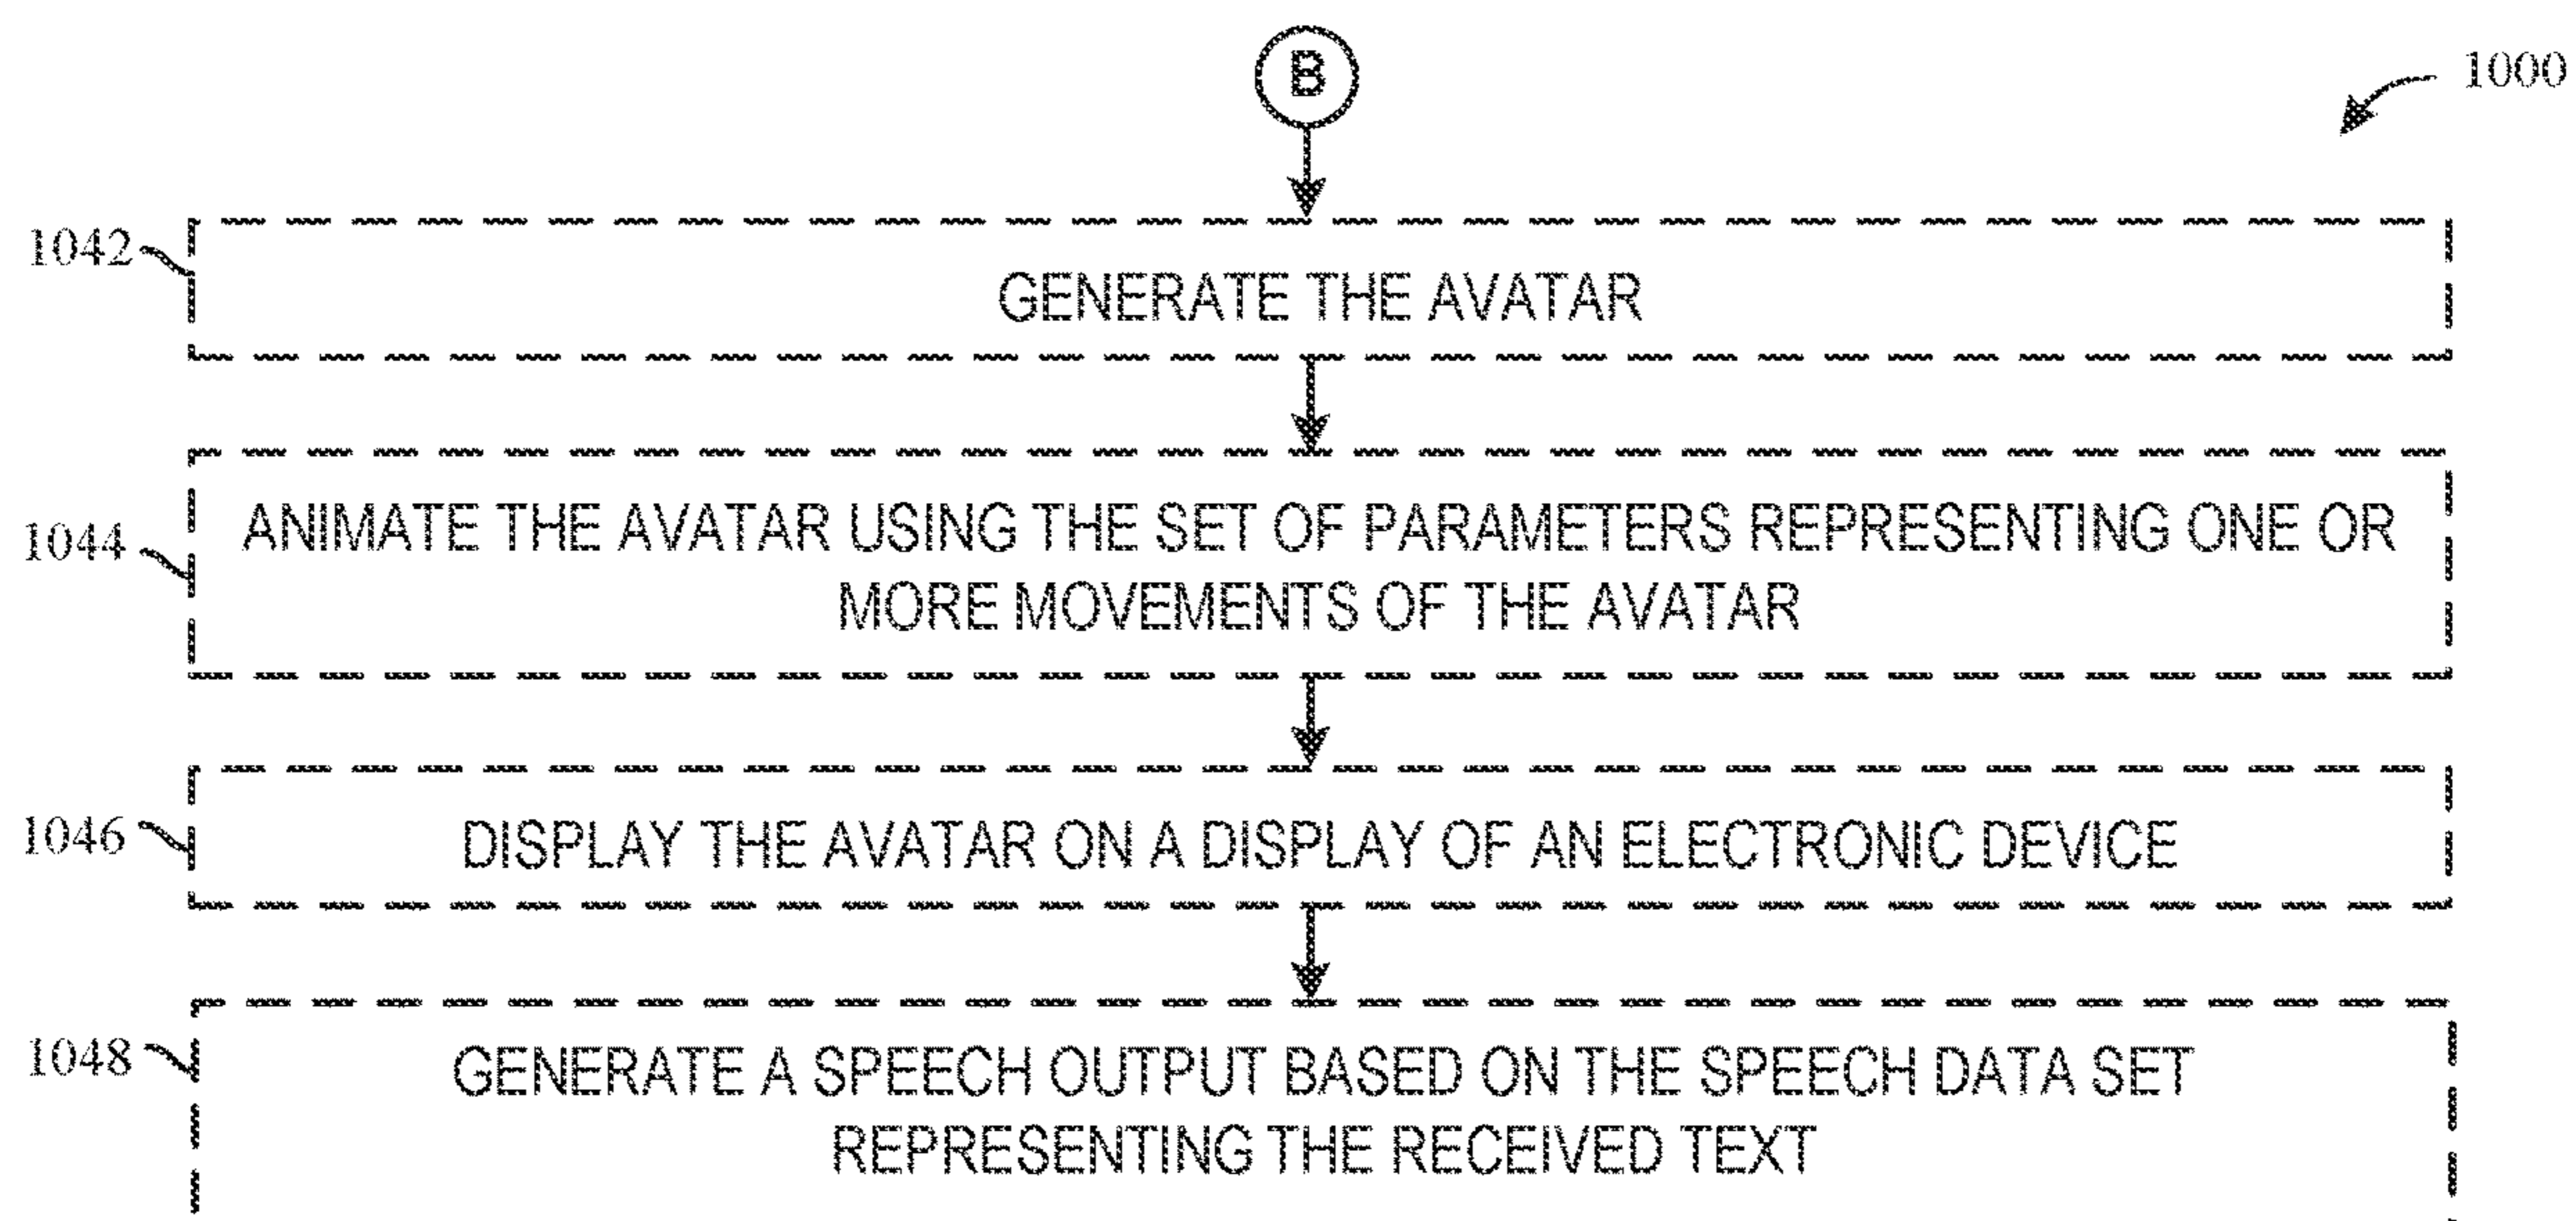 B
1000
1042
GENERATE THE AVATAR
1044
ANIMATE THE AVATAR USING THE SET OF PARAMETERS REPRESENTING ONE OR
MORE MOVEMENTS OF THE AVATAR
1046
DISPLAY THE AVATAR ON A DISPLAY OF AN ELECTRONIC DEVICE
1048
GENERATE A SPEECH OUTPUT BASED ON THE SPEECH DATA SET
REPRESENTING THE RECEIVED TEXT